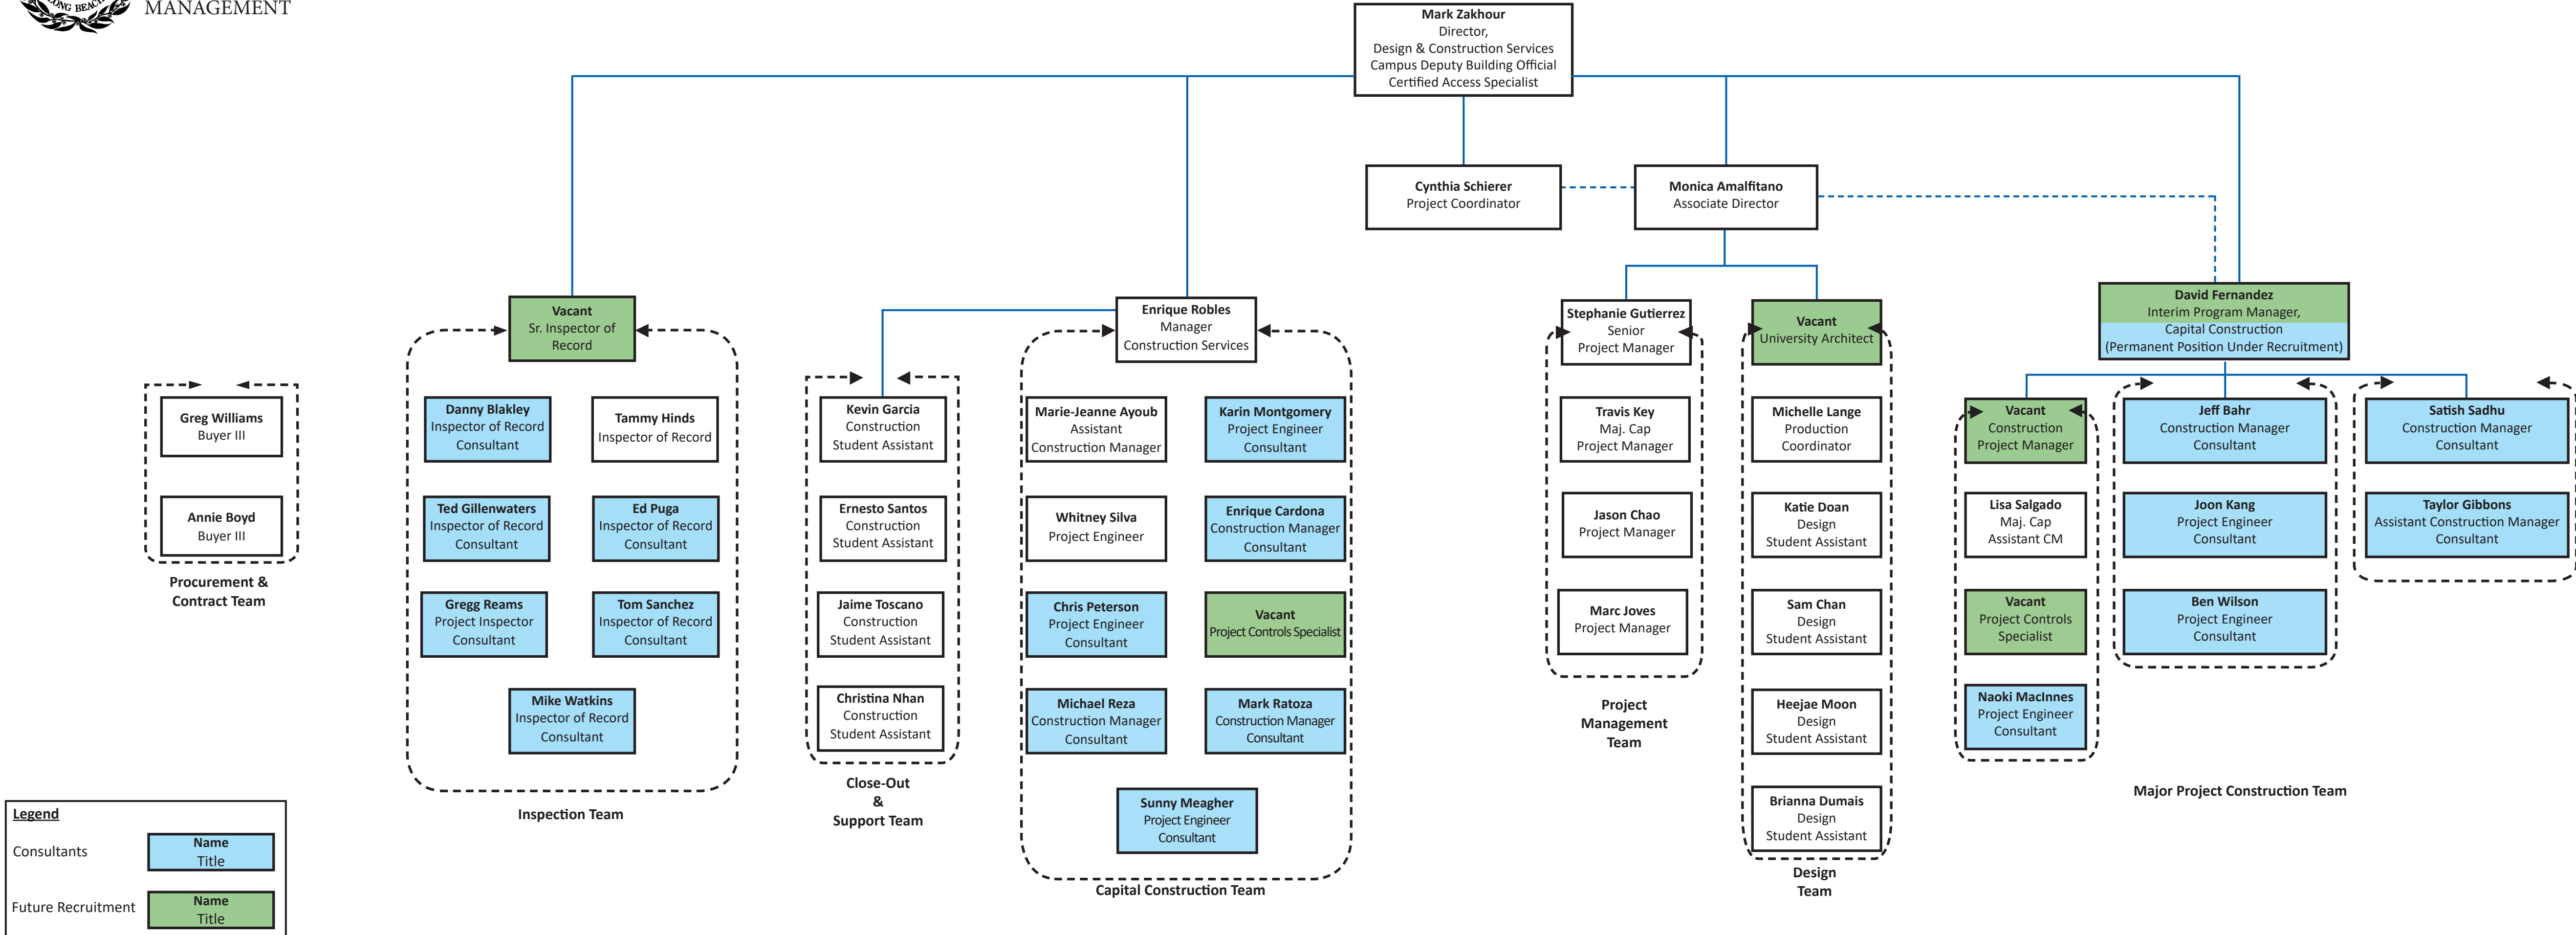 LONG BEACH
MANAGEMENT
Mark Zakhour
Director,
Design & Construction Services
Campus Deputy Building Official
Certified Access Specialist
Cynthia Schierer
Project Coordinator
Monica Amalfitano
Associate Director
Vacant
Sr. Inspector of
Record
Enrique Robles
Manager
Construction Services
Stephanie Gutierrez
Senior
Project Manager
Vacant
University Architect
David Fernandez
Interim Program Manager,
Capital Construction
(Permanent Position Under Recruitment)
Greg Williams
Buyer III
Annie Boyd
Buyer III
Procurement &
Contract Team
Danny Blakley
Inspector of Record
Consultant
Tammy Hinds
Inspector of Record
Ted Gillenwaters
Inspector of Record
Consultant
Ed Puga
Inspector of Record
Consultant
Gregg Reams
Project Inspector
Consultant
Tom Sanchez
Inspector of Record
Consultant
Mike Watkins
Inspector of Record
Consultant
Inspection Team
Kevin Garcia
Construction
Student Assistant
Ernesto Santos
Construction
Student Assistant
Jaime Toscano
Construction
Student Assistant
Christina Nhan
Construction
Student Assistant
Close-Out
&
Support Team
Marie-Jeanne Ayoub
Assistant
Construction Manager
Karin Montgomery
Project Engineer
Consultant
Whitney Silva
Project Engineer
Enrique Cardona
Construction Manager
Consultant
Chris Peterson
Project Engineer
Consultant
Vacant
Project Controls Specialist
Michael Reza
Construction Manager
Consultant
Mark Ratoza
Construction Manager
Consultant
Sunny Meagher
Project Engineer
Consultant
Capital Construction Team
Travis Key
Maj. Cap
Project Manager
Jason Chao
Project Manager
Marc Joves
Project Manager
Project
Management
Team
Michelle Lange
Production
Coordinator
Katie Doan
Design
Student Assistant
Sam Chan
Design
Student Assistant
Heejae Moon
Design
Student Assistant
Brianna Dumais
Design
Student Assistant
Design
Team
Vacant
Construction
Project Manager
Lisa Salgado
Maj. Cap
Assistant CM
Vacant
Project Controls
Specialist
Naoki MacInnes
Project Engineer
Consultant
Jeff Bahr
Construction Manager
Consultant
Joon Kang
Project Engineer
Consultant
Ben Wilson
Project Engineer
Consultant
Satish Sadhu
Construction Manager
Consultant
Taylor Gibbons
Assistant Construction Manager
Consultant
Major Project Construction Team
Legend
Consultants
Name
Title
Future Recruitment
Name
Title